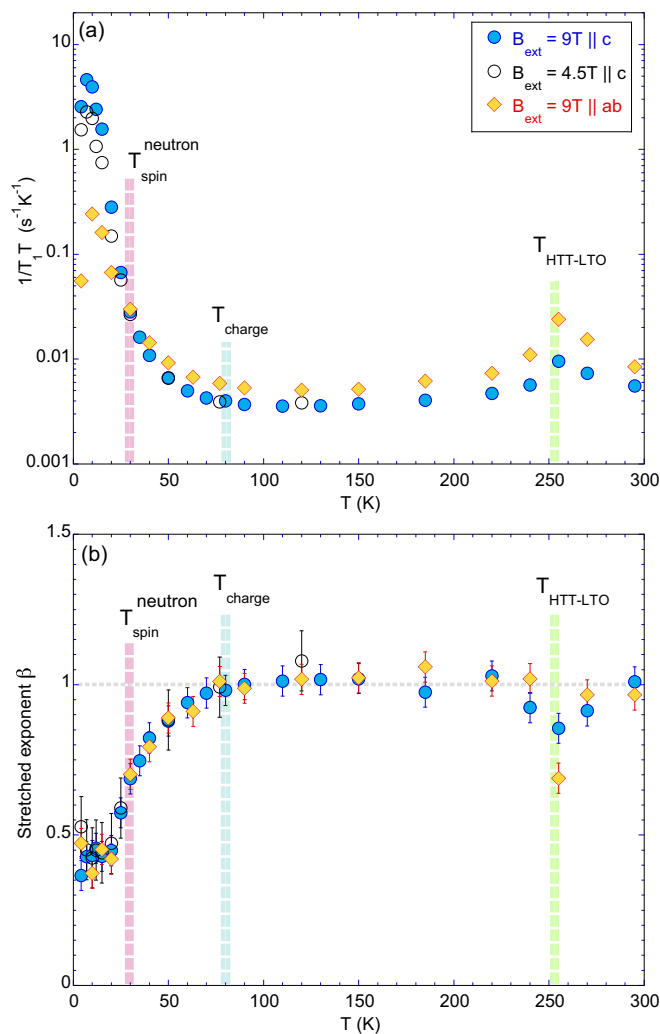 (a)
B_ext = 9T || c
B_ext = 4.5T || c
B_ext = 9T || ab
10
1
0.1
0.01
0.001
1/T_1T (s^-1K^-1)
T_spin^neutron
T_charge
T_HTT-LTO
0 50 100 150 200 250 300
T (K)
(b)
1.5
1
0.5
0
Stretched exponent β
T_spin^neutron
T_charge
T_HTT-LTO
0 50 100 150 200 250 300
T (K)